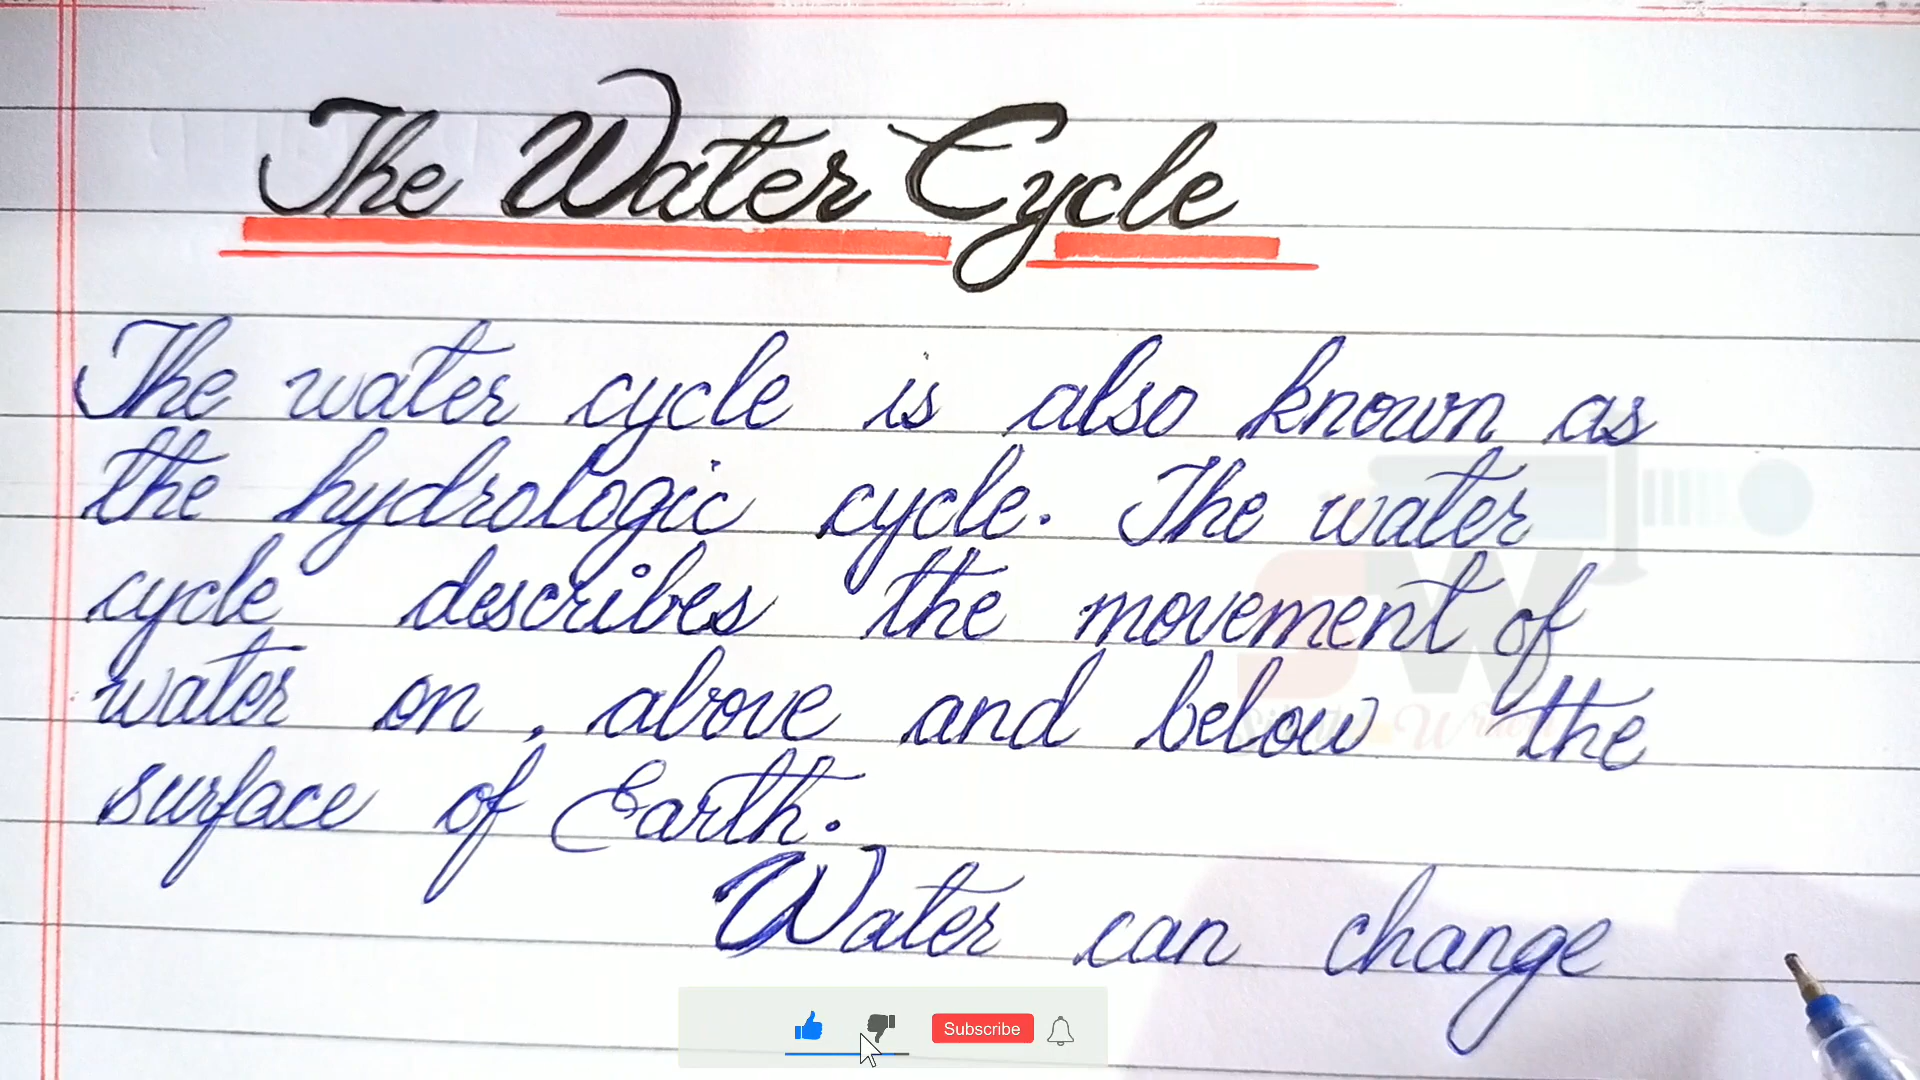 The Water Cycle
The water cycle is also known as
the hydrologic cycle. The water
cycle describes the movement of
water on , above and below the
surface of Earth.
Water can change
Subscribe